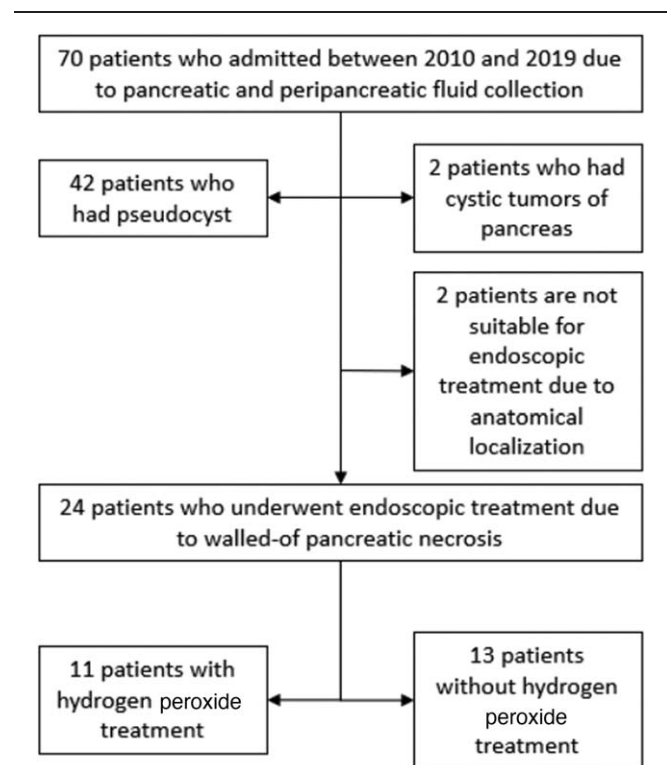 70 patients who admitted between 2010 and 2019 due
to pancreatic and peripancreatic fluid collection
42 patients who
had pseudocyst
2 patients who had
cystic tumors of
pancreas
2 patients are not
suitable for
endoscopic
treatment due to
anatomical
localization
24 patients who underwent endoscopic treatment due
to walled-of pancreatic necrosis
11 patients with
hydrogen peroxide
treatment
13 patients
without hydrogen
peroxide
treatment